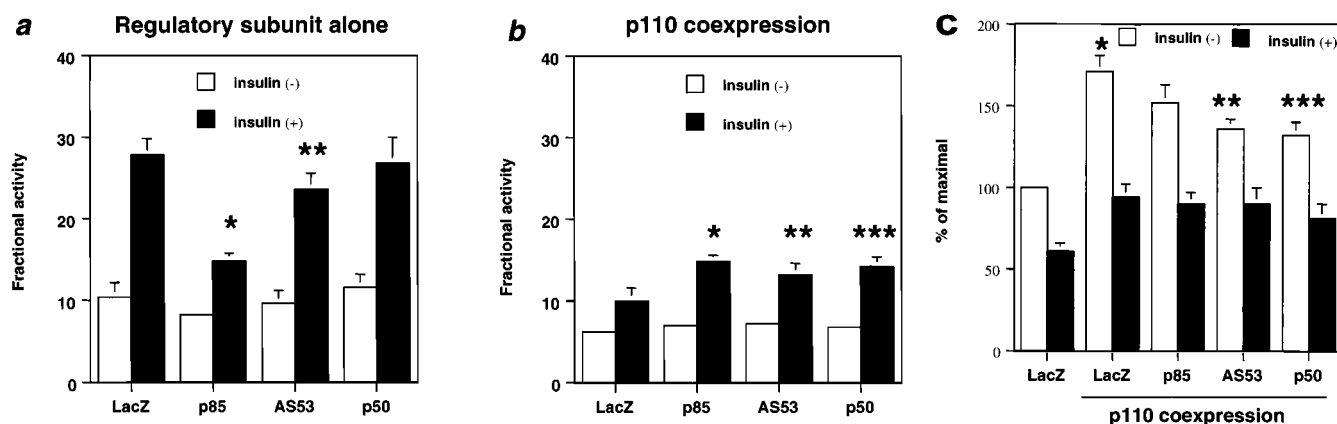 a Regulatory subunit alone
40
30
20
10
0
Fractional activity
insulin (-)
insulin (+)
*
**
LacZ p85 AS53 p50
b p110 coexpression
40
30
20
10
0
Fractional activity
insulin (-)
insulin (+)
*
**
***
LacZ p85 AS53 p50
C
200
150
100
50
0
% of maximal
insulin (-) insulin (+)
*
**
***
LacZ LacZ p85 AS53 p50
p110 coexpression